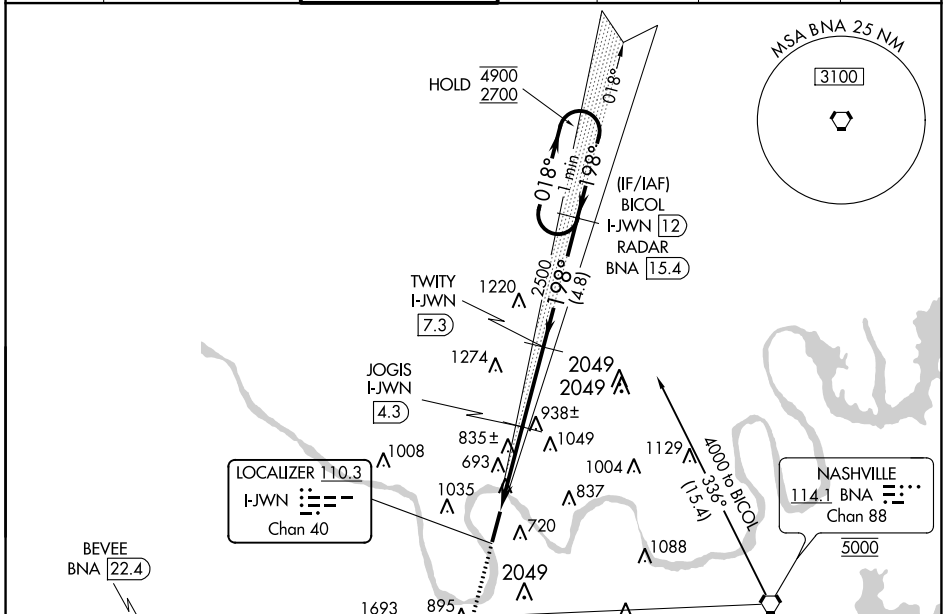 MSA BNA 25 NM
3100
HOLD 4900
2700
018°
018°
1 min
198°
(IF/IAF)
BICOL
I-JWN 12
RADAR
BNA 15.4
2500
198°
(4.8)
TWITY
I-JWN
7.3
1220
1274
2049
2049
JOGIS
I-JWN
4.3
938±
835±
1049
1008
693
1004
1129
4000 to BICOL
336°
(15.4)
LOCALIZER 110.3
I-JWN
Chan 40
1035
837
720
NASHVILLE
114.1 BNA
Chan 88
5000
1088
BEVEE
BNA 22.4
2049
1693
895